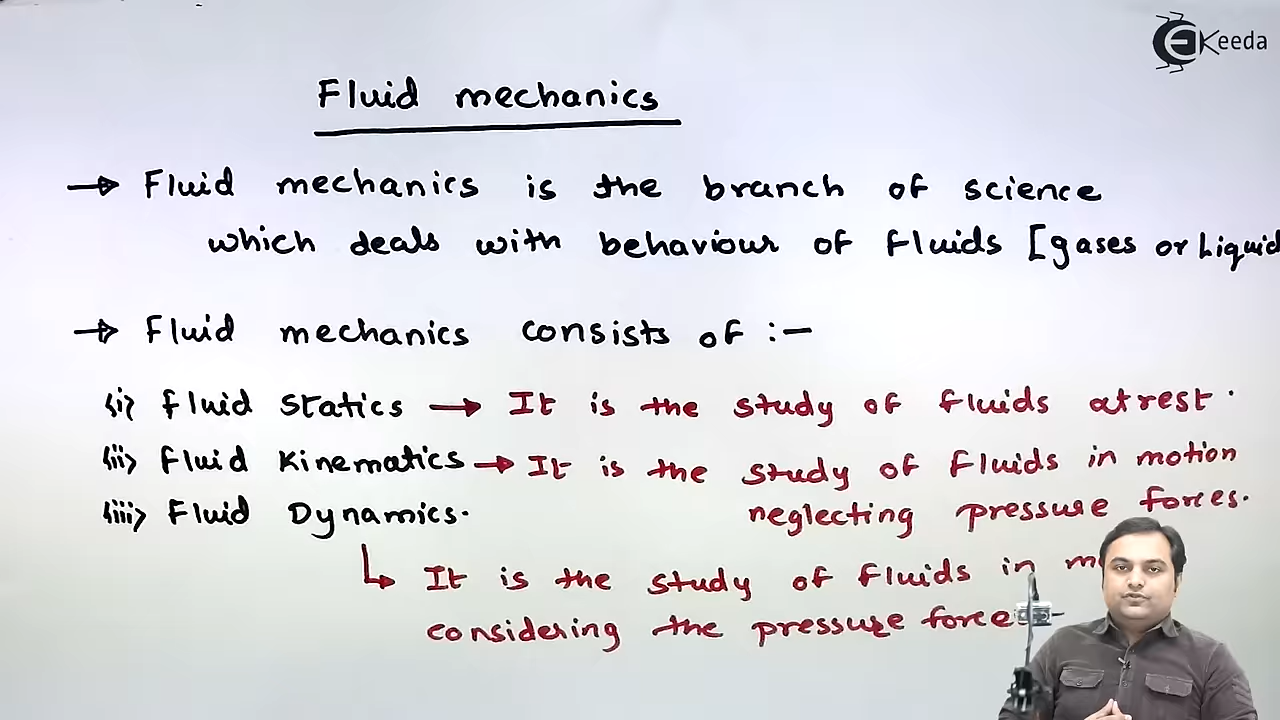 EKeeda
Fluid mechanics
→ Fluid mechanics is the branch of science
which deals with behaviour of fluids [gases or Liquid
→ Fluid mechanics consists of :-
(i) Fluid Statics → It is the study of fluids at rest.
(ii) Fluid Kinematics → It is the study of fluids in motion
neglecting pressure forces.
(iii) Fluid Dynamics.
↳ It is the study of fluids in
considering the pressure force